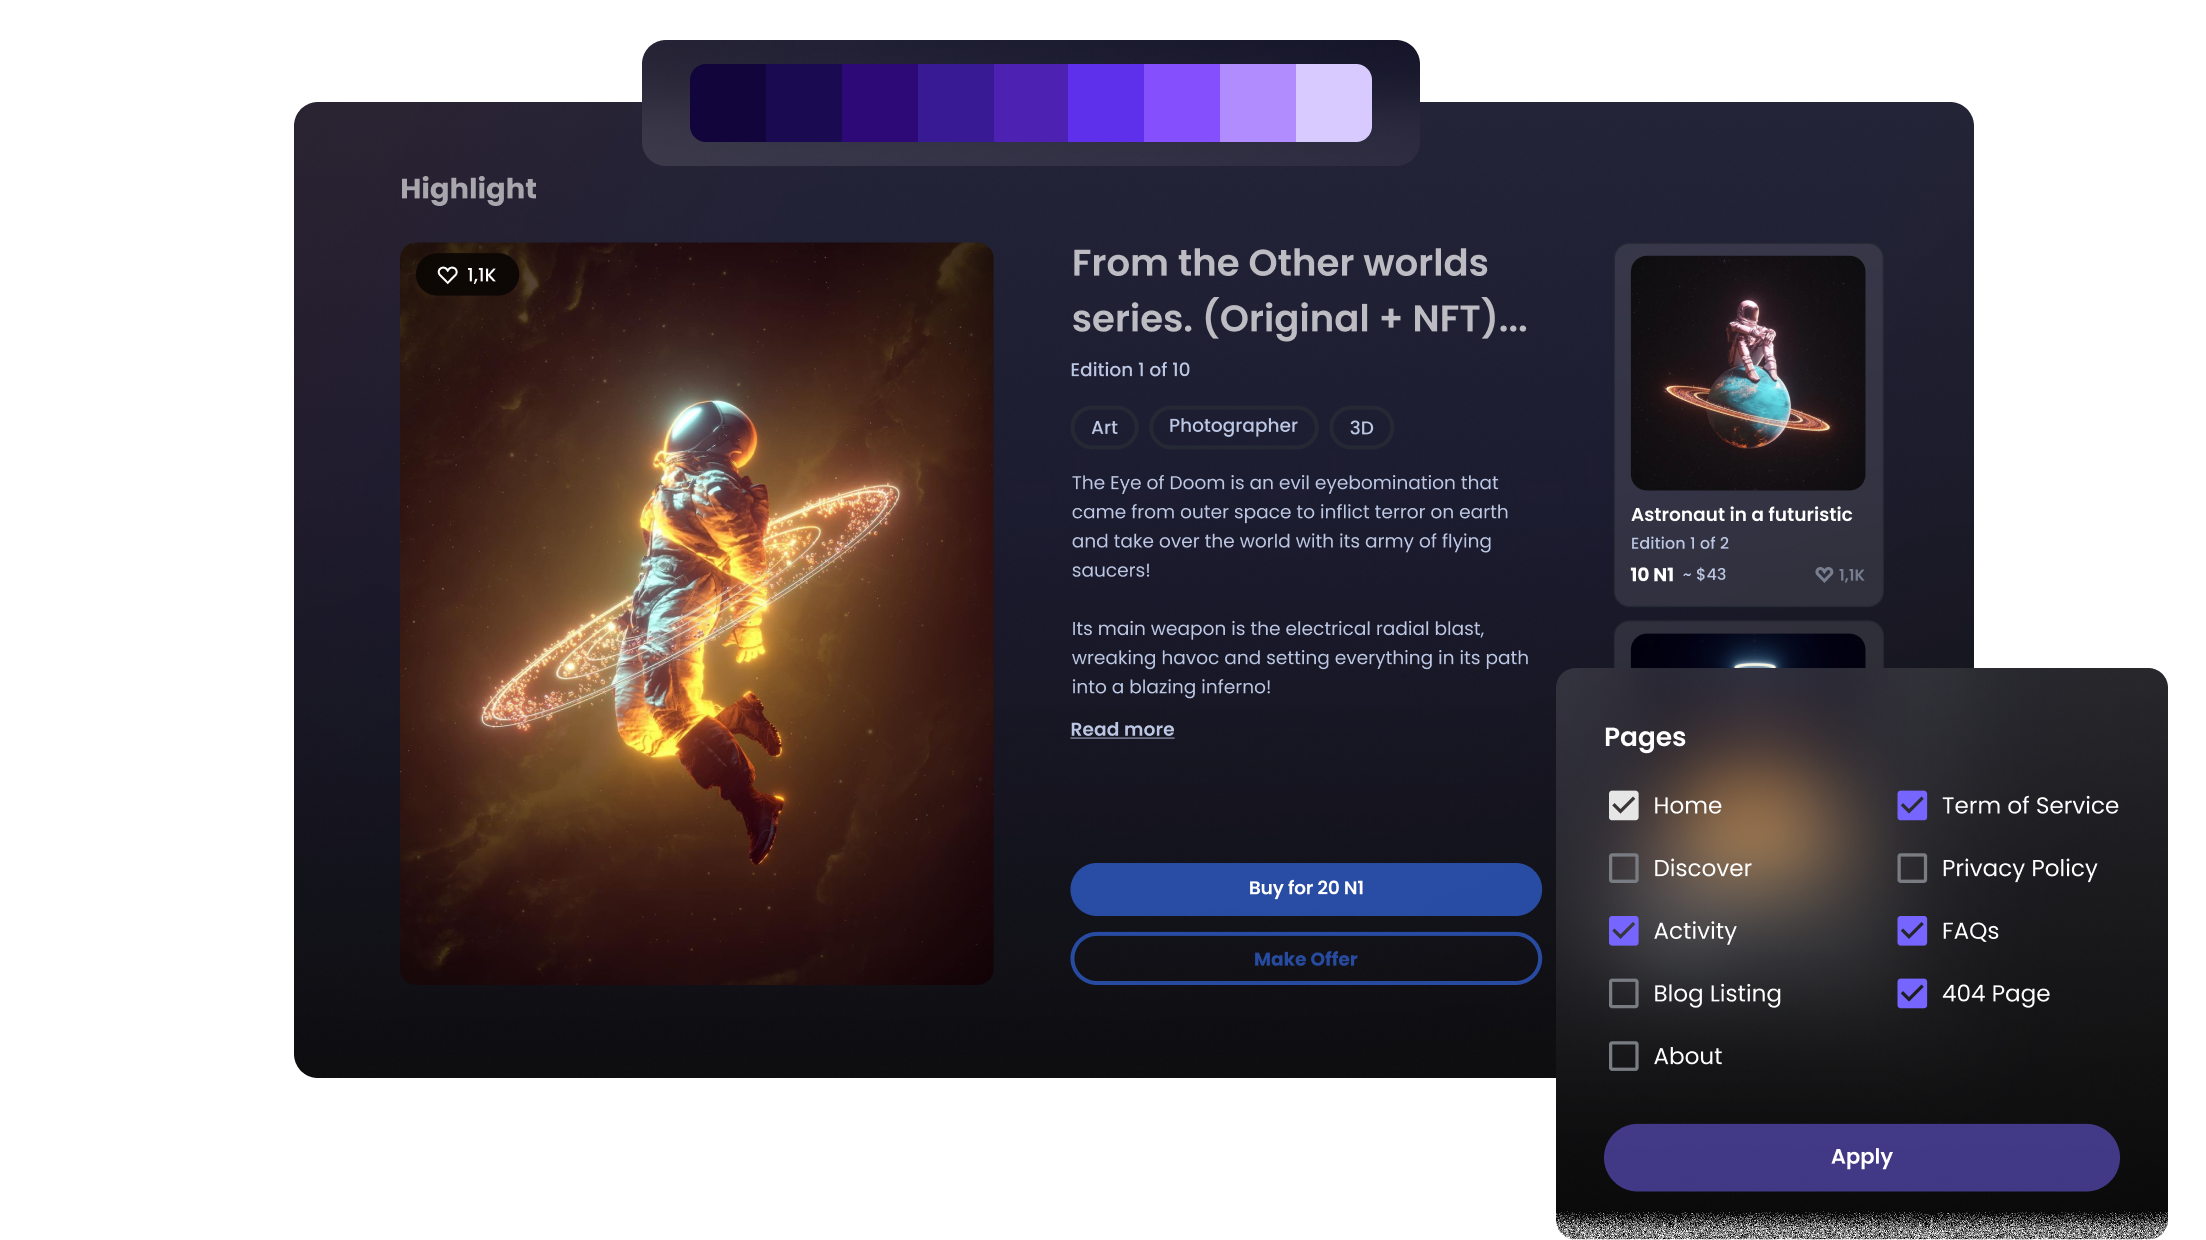 Highlight
1,1K
From the Other worlds
series. (Original + NFT)...
Edition 1 of 10
Art
Photographer
3D
The Eye of Doom is an evil eyebomination that
came from outer space to inflict terror on earth
and take over the world with its army of flying
saucers!
Its main weapon is the electrical radial blast,
wreaking havoc and setting everything in its path
into a blazing inferno!
Read more
Buy for 20 N1
Make Offer
Astronaut in a futuristic
Edition 1 of 2
10 N1 ~ $43 1,1K
Pages
Home
Discover
Activity
Blog Listing
About
Term of Service
Privacy Policy
FAQs
404 Page
Apply